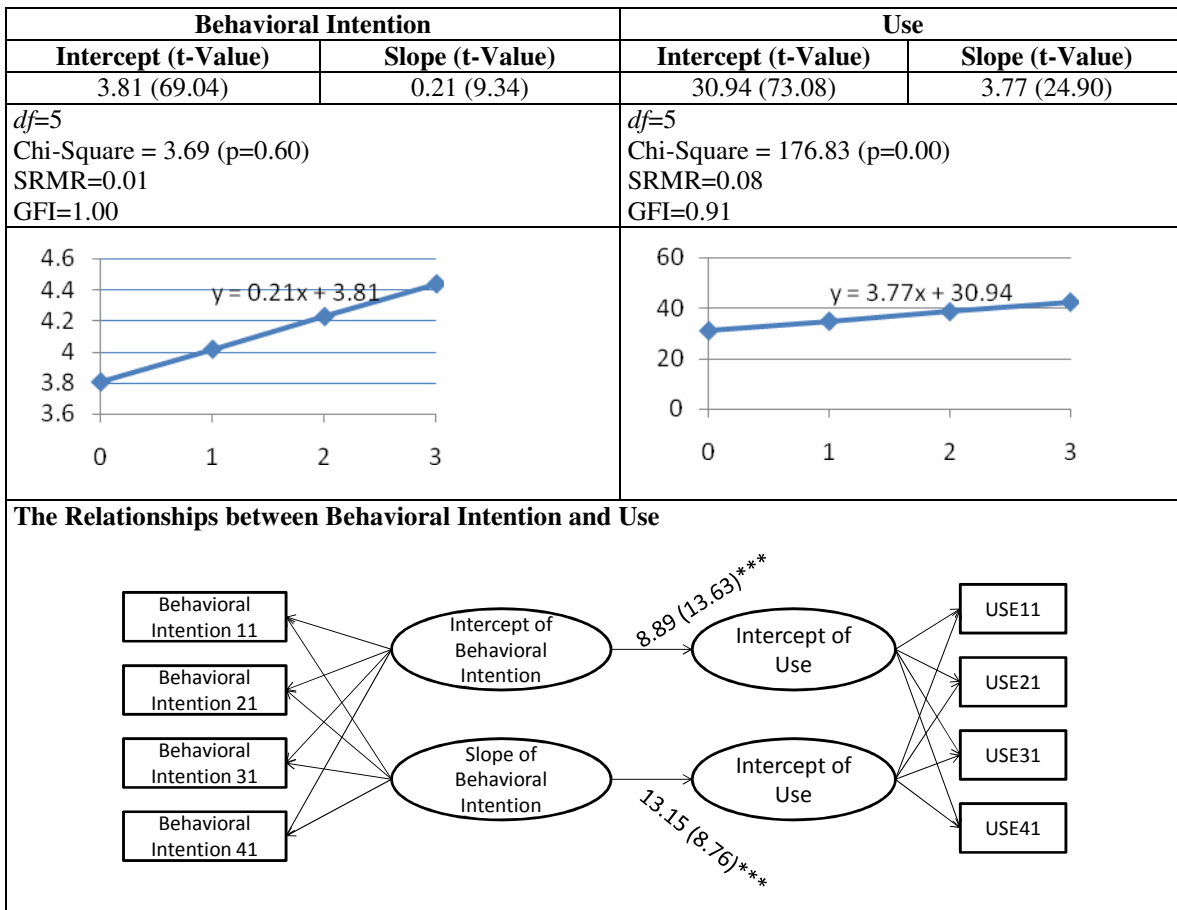 Behavioral Intention
Use
Intercept (t-Value)
Slope (t-Value)
Intercept (t-Value)
Slope (t-Value)
3.81 (69.04)
0.21 (9.34)
30.94 (73.08)
3.77 (24.90)
df=5
Chi-Square = 3.69 (p=0.60)
SRMR=0.01
GFI=1.00
df=5
Chi-Square = 176.83 (p=0.00)
SRMR=0.08
GFI=0.91
4.6
4.4
4.2
4
3.8
3.6
y = 0.21x + 3.81
0
1
2
3
60
40
20
0
y = 3.77x + 30.94
0
1
2
3
The Relationships between Behavioral Intention and Use
Behavioral
Intention 11
Behavioral
Intention 21
Behavioral
Intention 31
Behavioral
Intention 41
Intercept of
Behavioral
Intention
Slope of
Behavioral
Intention
8.89 (13.63)***
13.15 (8.76)***
Intercept of
Use
Intercept of
Use
USE11
USE21
USE31
USE41